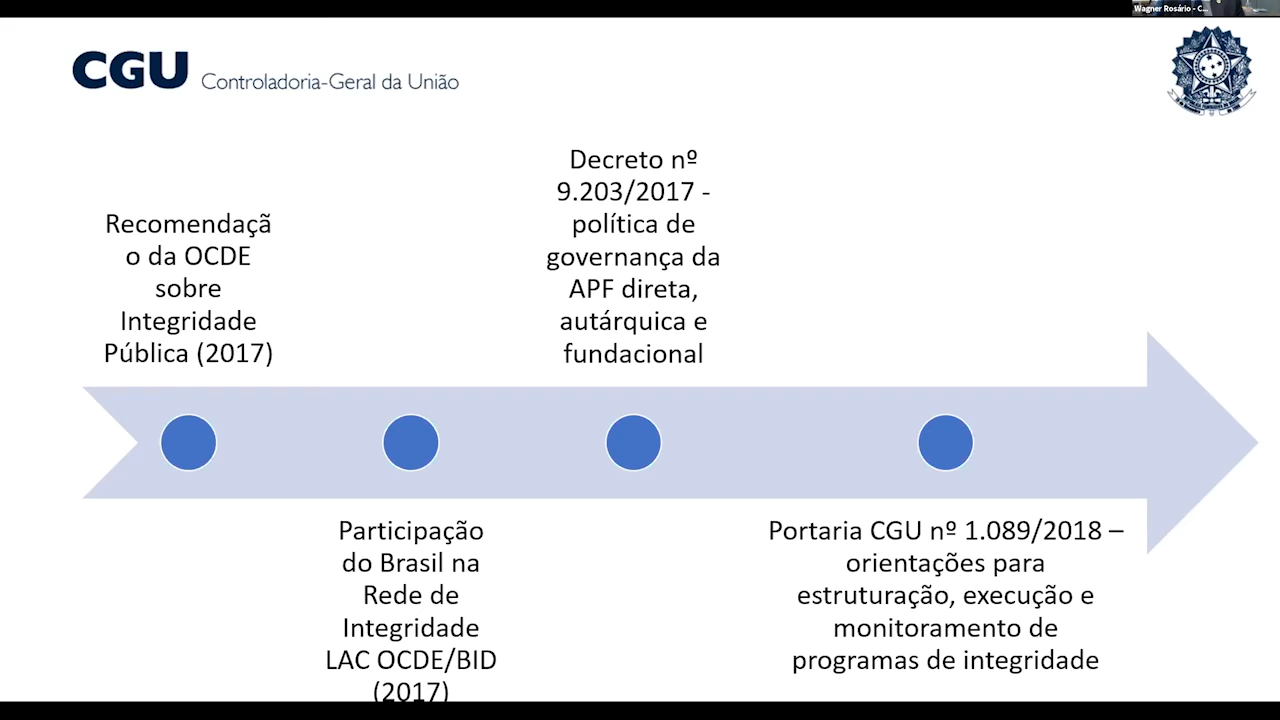 Wagner Rosário - C...
CGU Controladoria-Geral da União
Recomendaçã
o da OCDE
sobre
Integridade
Pública (2017)
Participação
do Brasil na
Rede de
Integridade
LAC OCDE/BID
(2017)
Decreto nº
9.203/2017 -
política de
governança da
APF direta,
autárquica e
fundacional
Portaria CGU nº 1.089/2018 –
orientações para
estruturação, execução e
monitoramento de
programas de integridade